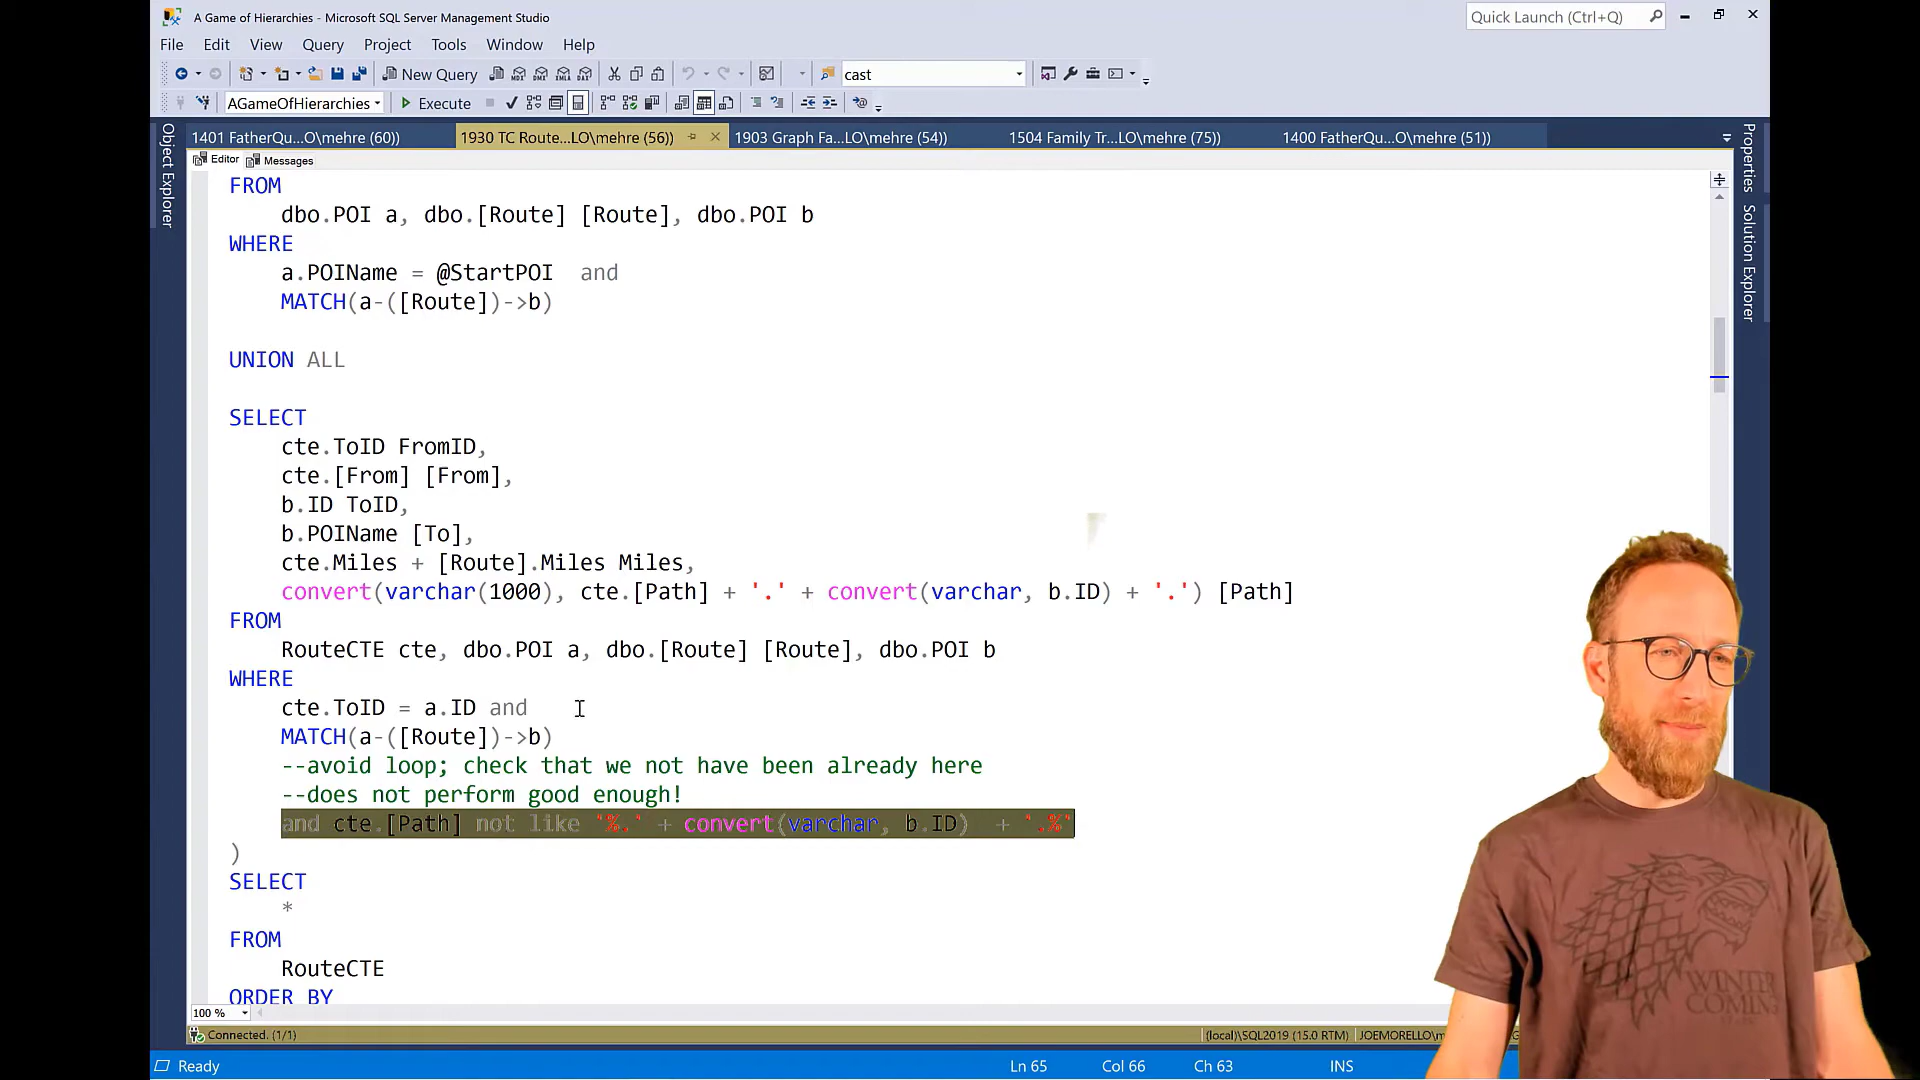 A Game of Hierarchies - Microsoft SQL Server Management Studio
Quick Launch (Ctrl+Q)
File Edit View Query Project Tools Window Help
New Query
cast
AGameOfHierarchies
Execute
1401 FatherQu...O\mehre (60))
1930 TC Route...LO\mehre (56))
1903 Graph Fa...LO\mehre (54))
1504 Family Tr...LO\mehre (75))
1400 FatherQu...O\mehre (51))
Object Explorer
Properties
Solution Explorer
Editor Messages
FROM
dbo.POI a, dbo.[Route] [Route], dbo.POI b
WHERE
a.POIName = @StartPOI and
MATCH(a-([Route])->b)
UNION ALL
SELECT
cte.ToID FromID,
cte.[From] [From],
b.ID ToID,
b.POIName [To],
cte.Miles + [Route].Miles Miles,
convert(varchar(1000), cte.[Path] + '.' + convert(varchar, b.ID) + '.') [Path]
FROM
RouteCTE cte, dbo.POI a, dbo.[Route] [Route], dbo.POI b
WHERE
cte.ToID = a.ID and
MATCH(a-([Route])->b)
--avoid loop; check that we not have been already here
--does not perform good enough!
and cte.[Path] not like '%.' + convert(varchar, b.ID) + '.%'
)
SELECT
*
FROM
RouteCTE
ORDER BY
100 %
Connected. (1/1)
(local)\SQL2019 (15.0 RTM)
JOEMORELLO\m
Ready
Ln 65
Col 66
Ch 63
INS
WINTER
COMING